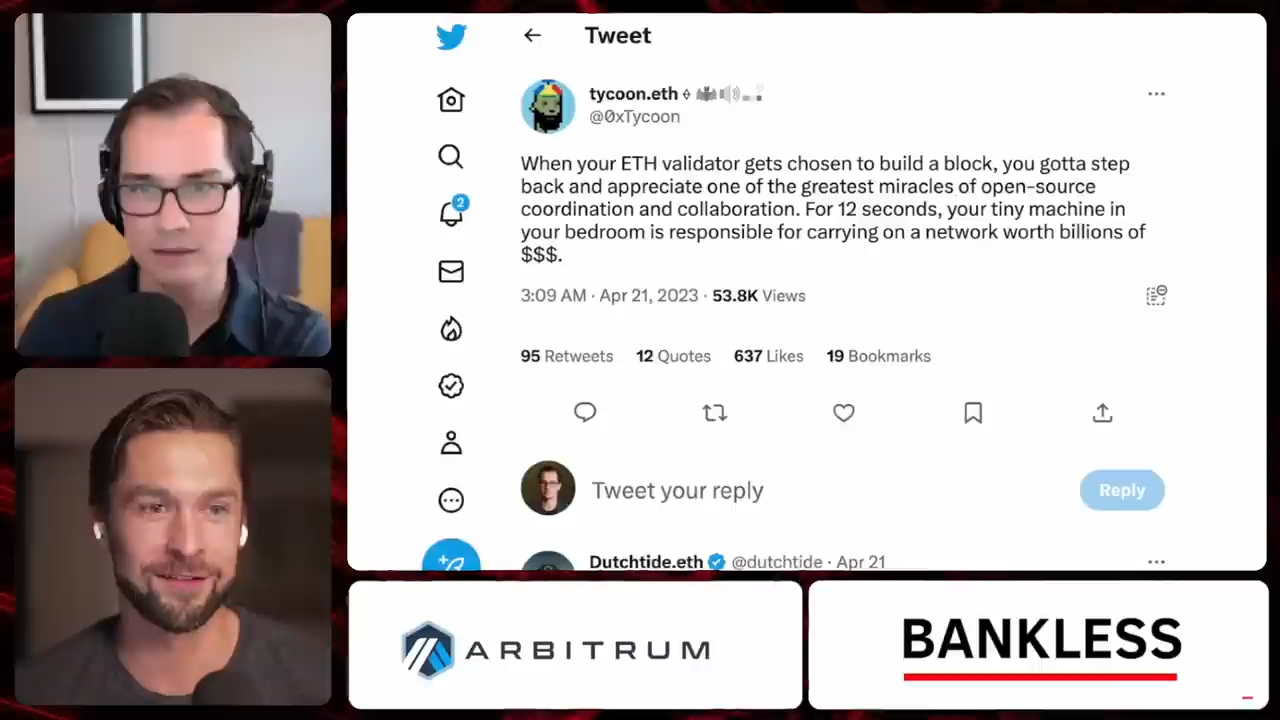 Tweet
tycoon.eth
@0xTycoon
When your ETH validator gets chosen to build a block, you gotta step
back and appreciate one of the greatest miracles of open-source
coordination and collaboration. For 12 seconds, your tiny machine in
your bedroom is responsible for carrying on a network worth billions of
$$$.
2
3:09 AM · Apr 21, 2023 · 53.8K Views
95 Retweets 12 Quotes 637 Likes 19 Bookmarks
Tweet your reply
Reply
Dutchtide.eth @dutchtide · Apr 21
ARBITRUM
BANKLESS